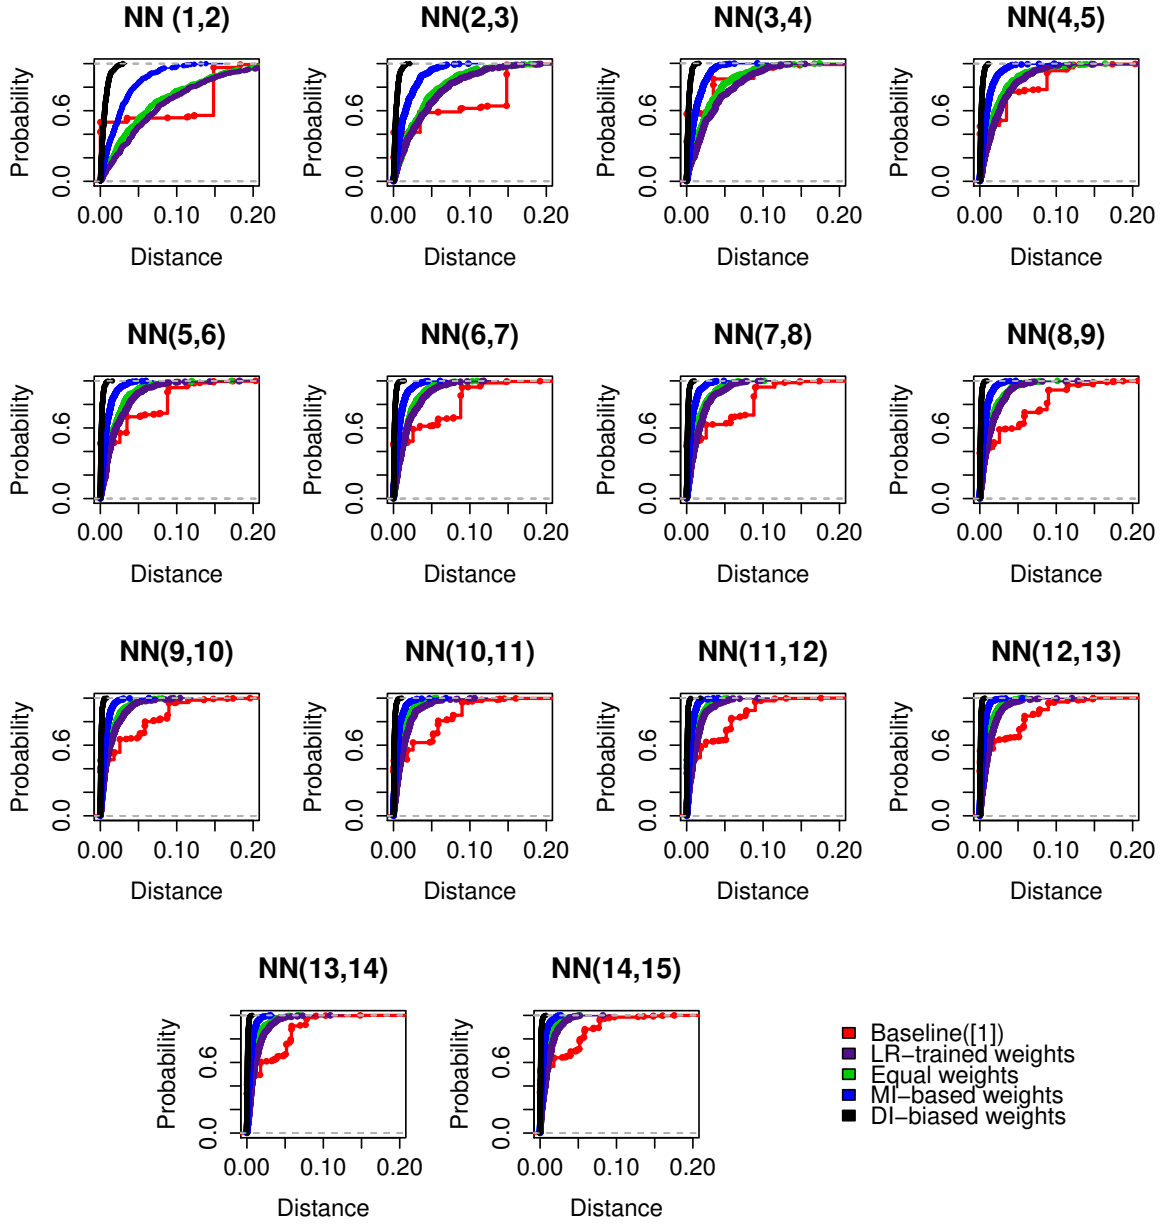 NN (1,2) NN(2,3) NN(3,4) NN(4,5)
Probability Probability Probability Probability
0.6 0.6 0.6 0.6
0.0 0.0 0.0 0.0
0.00 0.10 0.20 0.00 0.10 0.20 0.00 0.10 0.20 0.00 0.10 0.20
Distance Distance Distance Distance
NN(5,6) NN(6,7) NN(7,8) NN(8,9)
Probability Probability Probability Probability
0.6 0.6 0.6 0.6
0.0 0.0 0.0 0.0
0.00 0.10 0.20 0.00 0.10 0.20 0.00 0.10 0.20 0.00 0.10 0.20
Distance Distance Distance Distance
NN(9,10) NN(10,11) NN(11,12) NN(12,13)
Probability Probability Probability Probability
0.6 0.6 0.6 0.6
0.0 0.0 0.0 0.0
0.00 0.10 0.20 0.00 0.10 0.20 0.00 0.10 0.20 0.00 0.10 0.20
Distance Distance Distance Distance
NN(13,14) NN(14,15)
Probability Probability
0.6 0.6
0.0 0.0
0.00 0.10 0.20 0.00 0.10 0.20
Distance Distance
Baseline([1])
LR−trained weights
Equal weights
MI−based weights
DI−biased weights